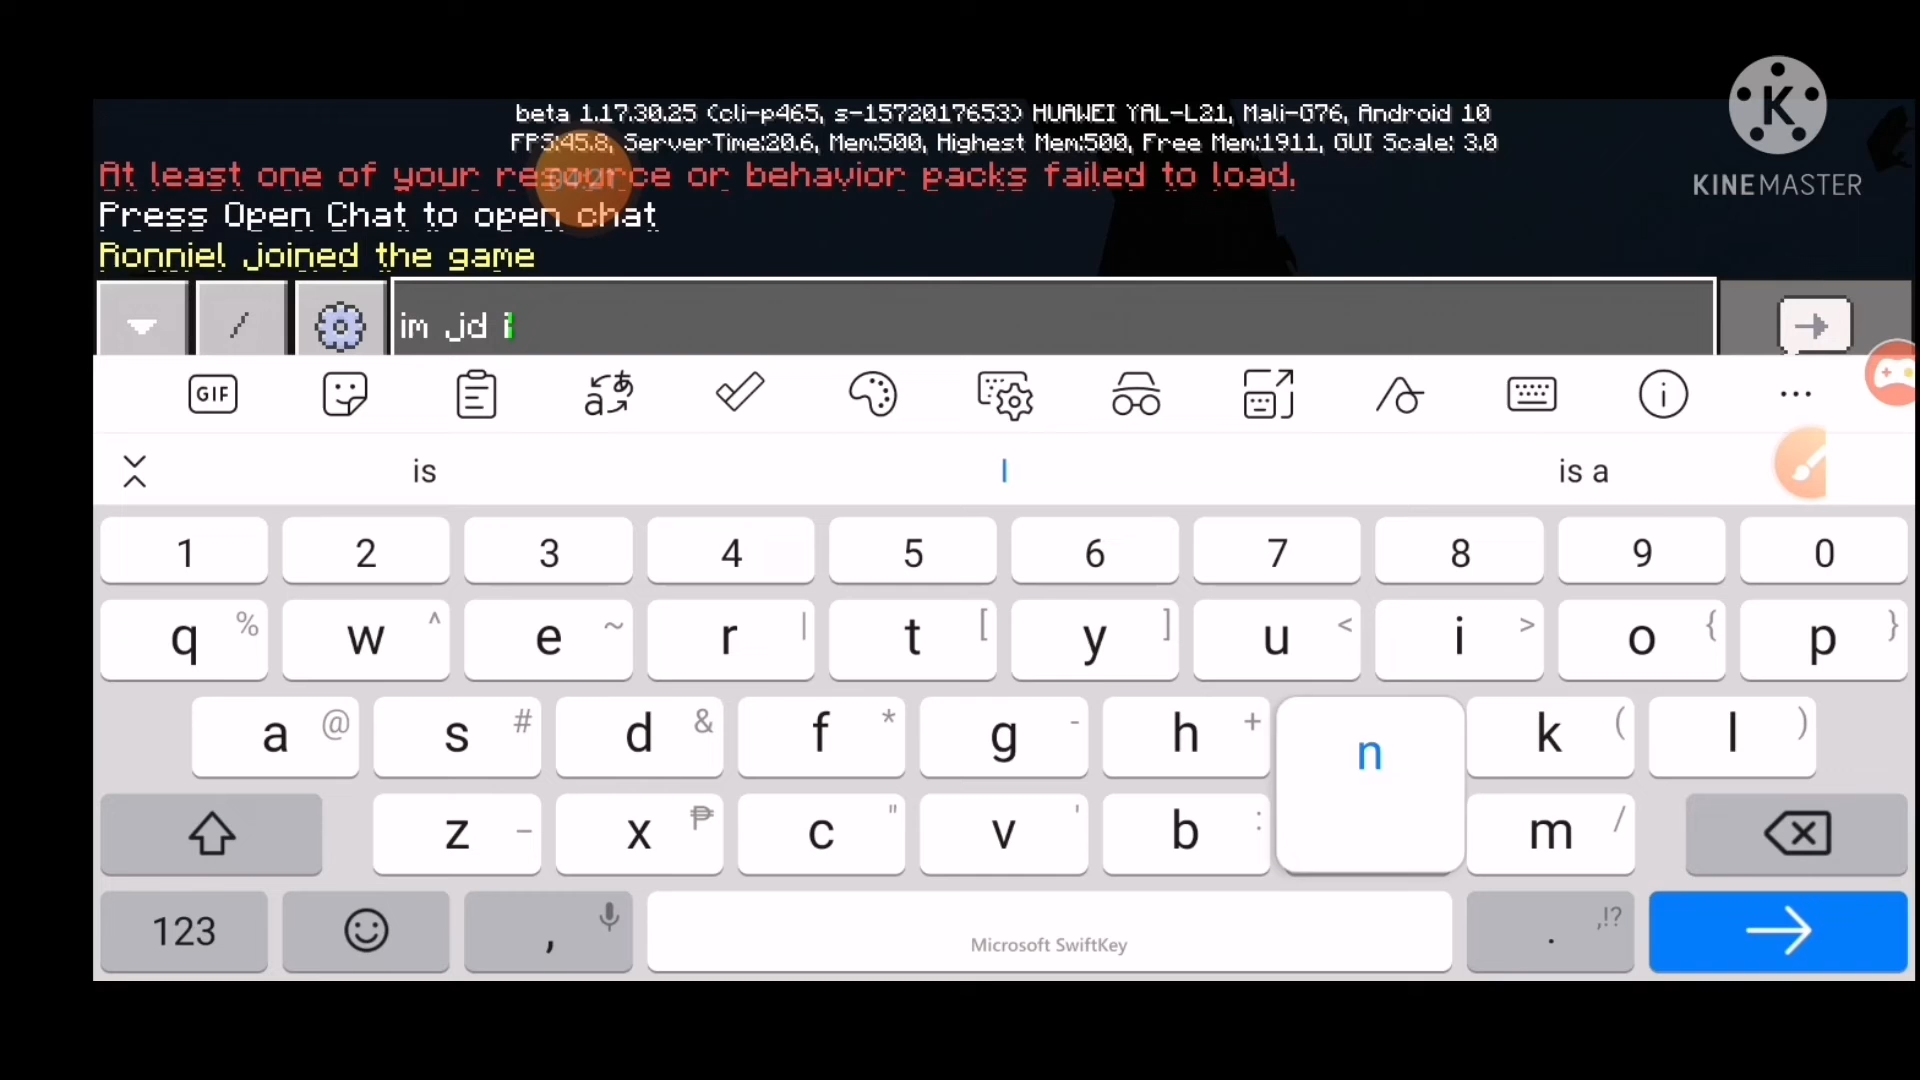 beta 1.17.30.25 (cli-p465, s-1572017653) HUAWEI YAL-L21, Mali-G76, Android 10
FPS:45.8, ServerTime:20.6, Mem:500, Highest Mem:500, Free Mem:1911, GUI Scale: 3.0
K
KINEMASTER
At least one of your resource or behavior packs failed to load.
04:21
Press Open Chat to open chat
Ronniel joined the game
/ im jd i
GIF
is I is a
1 2 3 4 5 6 7 8 9 0
q % w ^ e ~ r | t [ y ] u < i > o { p }
a @ s # d & f * g - h + k ( l )
n
z _ x ₱ c " v ' b : m /
123 , Microsoft SwiftKey . ,!?